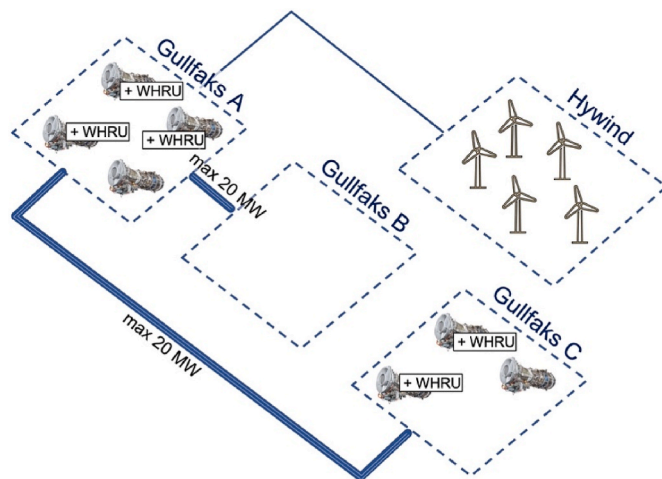 Gullfaks A
+ WHRU
+ WHRU
+ WHRU
Hywind
max 20 MW
Gullfaks B
max 20 MW
Gullfaks C
+ WHRU
+ WHRU